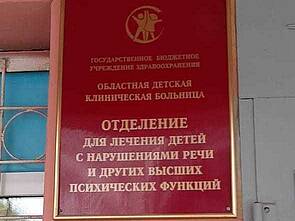 ГОСУДАРСТВЕННОЕ БЮДЖЕТНОЕ
УЧРЕЖДЕНИЕ ЗДРАВООХРАНЕНИЯ
ОБЛАСТНАЯ ДЕТСКАЯ
КЛИНИЧЕСКАЯ БОЛЬНИЦА
ОТДЕЛЕНИЕ
ДЛЯ ЛЕЧЕНИЯ ДЕТЕЙ
С НАРУШЕНИЯМИ РЕЧИ
И ДРУГИХ ВЫСШИХ
ПСИХИЧЕСКИХ ФУНКЦИЙ